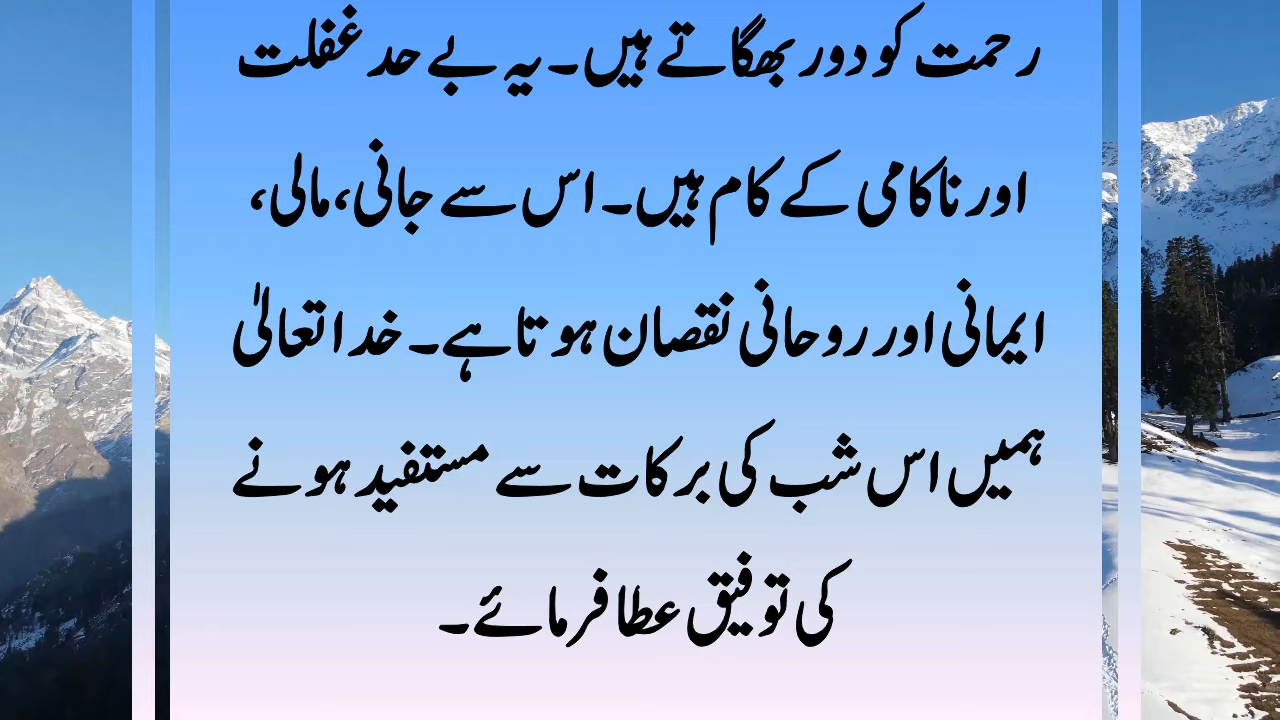 رحمت کو دور بھگاتے ہیں۔ یہ بے حد غفلت
اور ناکامی کے کام ہیں۔ اس سے جانی، مالی،
ایمانی اور روحانی نقصان ہوتا ہے۔ خدا تعالیٰ
ہمیں اس شب کی برکات سے مستفید ہونے
کی توفیق عطا فرمائے۔